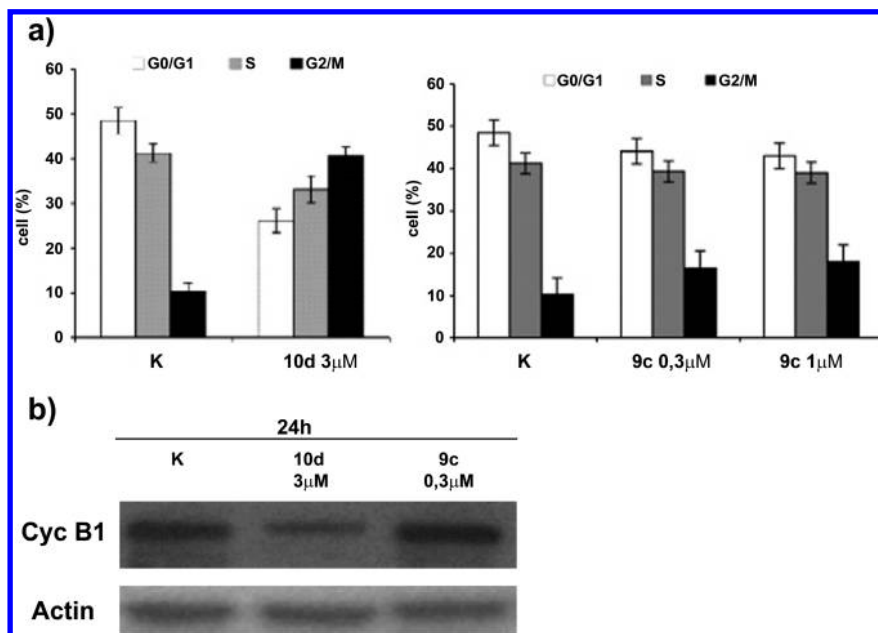 a)
G0/G1 S G2/M
60
50
40
30
20
10
0
cell (%)
K 10d 3μM
G0/G1 S G2/M
60
50
40
30
20
10
0
cell (%)
K 9c 0,3μM 9c 1μM
b)
24h
K 10d 9c
3μM 0,3μM
Cyc B1
Actin